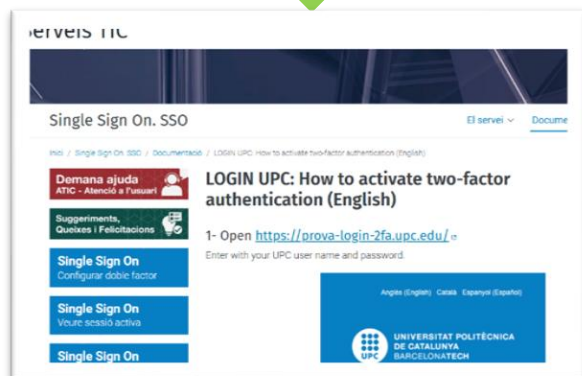 Serveis TIC
Single Sign On. SSO
El servei
Docume
Inici / Single Sign On. SSO / Documentació / LOGIN UPC: How to activate two-factor authentication (English)
Demana ajuda
ATIC - Atenció a l'usuari
Suggeriments,
Queixes i Felicitacions
Single Sign On
Configurar doble factor
Single Sign On
Veure sessió activa
Single Sign On
LOGIN UPC: How to activate two-factor
authentication (English)
1- Open https://prova-login-2fa.upc.edu/
Enter with your UPC user name and password.
Anglès (English) Català Espanyol (Español)
UNIVERSITAT POLITÈCNICA
DE CATALUNYA
BARCELONATECH
UPC